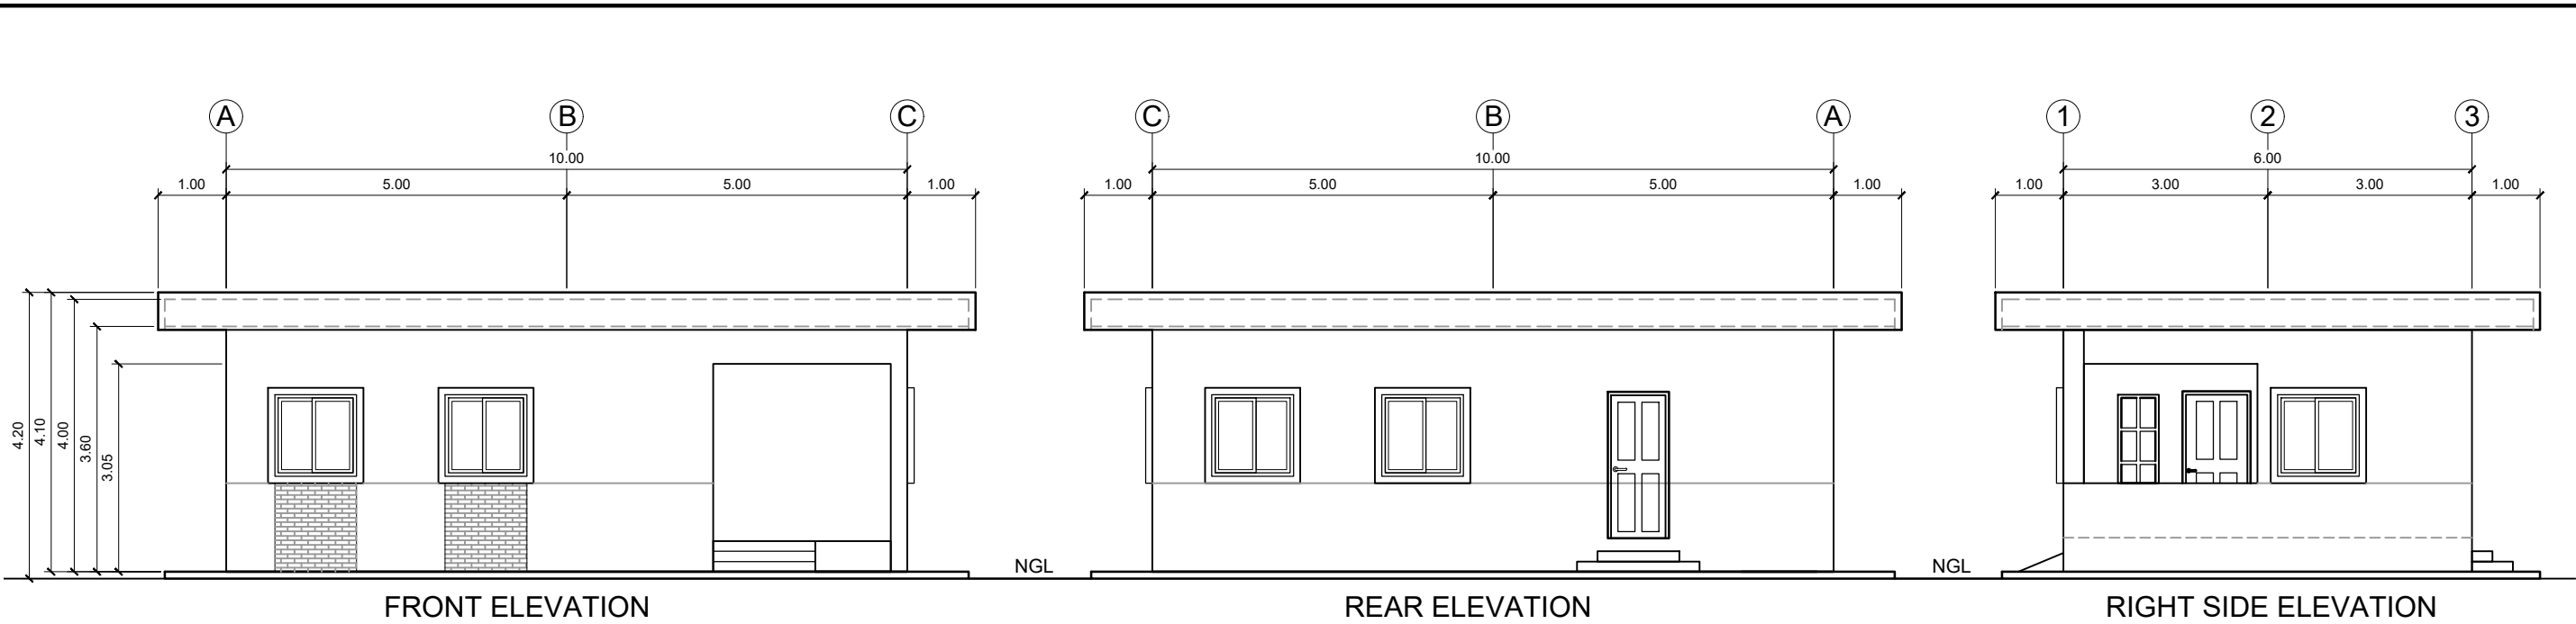 A B C
10.00
1.00 5.00 5.00 1.00
4.20
4.10
4.00
3.60
3.05
NGL
FRONT ELEVATION
C B A
10.00
1.00 5.00 5.00 1.00
NGL
REAR ELEVATION
1 2 3
6.00
1.00 3.00 3.00 1.00
RIGHT SIDE ELEVATION